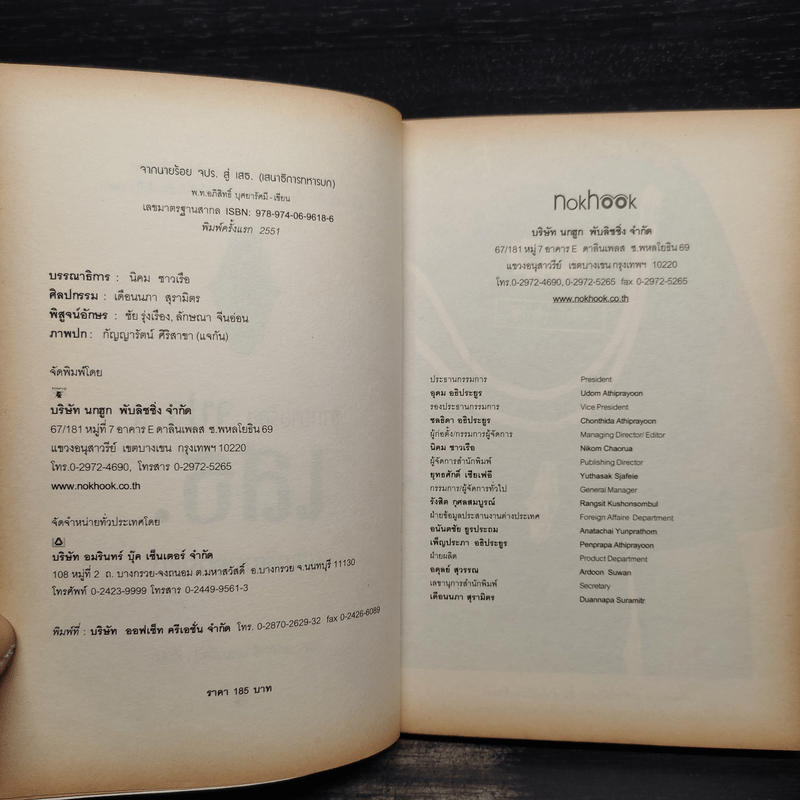 จากนายร้อย จปร. สู่ เสธ. (เสนาธิการทหารบก)
พ.ท.อภิสิทธิ์ บุศยารัศมี - เขียน
เลขมาตรฐานสากล ISBN: 978-974-06-9618-6
พิมพ์ครั้งแรก 2551
บรรณาธิการ : นิคม ชาวเรือ
ศิลปกรรม : เดือนนภา สุรามิตร
พิสูจน์อักษร : ชัย รุ่งเรือง, ลักษณา จีนอ่อน
ภาพปก : กัญญารัตน์ ศิริสาขา (แจกัน)
จัดพิมพ์โดย
บริษัท นกฮูก พับลิชชิ่ง จำกัด
67/181 หมู่ที่ 7 อาคาร E ดาลินเพลส ซ.พหลโยธิน 69
แขวงอนุสาวรีย์ เขตบางเขน กรุงเทพฯ 10220
โทร.0-2972-4690, โทรสาร 0-2972-5265
www.nokhook.co.th
จัดจำหน่ายทั่วประเทศโดย
บริษัท อมรินทร์ บุ๊ค เซ็นเตอร์ จำกัด
108 หมู่ที่ 2 ถ. บางกรวย-จงถนอม ต.มหาสวัสดิ์ อ.บางกรวย จ.นนทบุรี 11130
โทรศัพท์ 0-2423-9999 โทรสาร 0-2449-9561-3
พิมพ์ที่ : บริษัท ออฟเซ็ท ครีเอชั่น จำกัด โทร. 0-2870-2629-32 fax 0-2426-6089
ราคา 185 บาท
nokhook
บริษัท นกฮูก พับลิชชิ่ง จำกัด
67/181 หมู่ 7 อาคาร E ดาลินเพลส ซ.พหลโยธิน 69
แขวงอนุสาวรีย์ เขตบางเขน กรุงเทพฯ 10220
โทร.0-2972-4690, 0-2972-5265 fax 0-2972-5265
www.nokhook.co.th
ประธานกรรมการ President
อุดม อธิประยูร Udom Athiprayoon
รองประธานกรรมการ Vice President
ชลธิดา อธิประยูร Chonthida Athiprayoon
ผู้ก่อตั้ง/กรรมการผู้จัดการ Managing Director/ Editor
นิคม ชาวเรือ Nikom Chaorua
ผู้จัดการสำนักพิมพ์ Publishing Director
ยุทธศักดิ์ เซียเฟอี Yuthasak Sjafeie
กรรมการ/ผู้จัดการทั่วไป General Manager
รังสิต กุศลสมบูรณ์ Rangsit Kushonsombul
ฝ่ายข้อมูลประสานงานต่างประเทศ Foreign Affaire Department
อนันตชัย ยูรประถม Anatachai Yunprathom
เพ็ญประภา อธิประยูร Penprapa Athiprayoon
ฝ่ายผลิต Product Department
อดุลย์ สุวรรณ Ardoon Suwan
เลขานุการสำนักพิมพ์ Secretary
เดือนนภา สุรามิตร Duannapa Suramitr